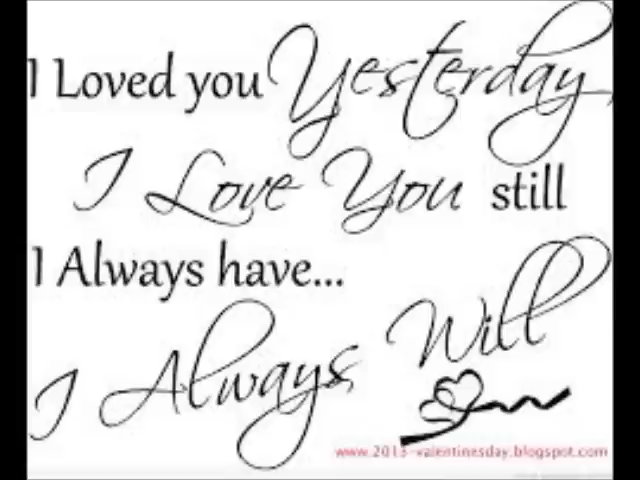 I Loved you Yesterday,
I Love You still
I Always have...
I Always Will
www.2013-valentinesday.blogspot.com